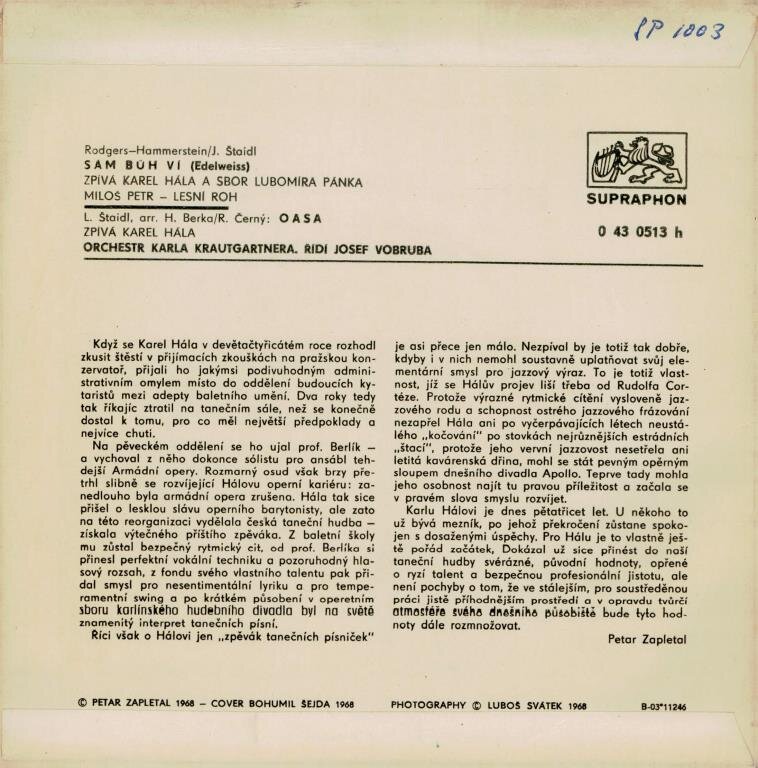 SP 1003
Rodgers—Hammerstein/J. Štaidl
SÁM BŮH VÍ (Edelweiss)
ZPÍVÁ KAREL HÁLA A SBOR LUBOMÍRA PÁNKA
MILOŠ PETR — LESNÍ ROH
L. Štaidl, arr. H. Berka/R. Černý: OASA
ZPÍVÁ KAREL HÁLA
ORCHESTR KARLA KRAUTGARTNERA. ŘÍDÍ JOSEF VOBRUBA
SUPRAPHON
0 43 0513 h
Když se Karel Hála v devětačtyřicátém roce rozhodl
zkusit štěstí v přijímacích zkouškách na pražskou kon-
zervatoř, přijali ho jakýmsi podivuhodným admini-
strativním omylem místo do oddělení budoucích ky-
taristů mezi adepty baletního umění. Dva roky tedy
tak říkajíc ztratil na tanečním sále, než se konečně
dostal k tomu, pro co měl největší předpoklady a
nejvíce chuti.
Na pěveckém oddělení se ho ujal prof. Berlík —
a vychoval z něho dokonce sólistu pro ansábl teh-
dejší Armádní opery. Rozmarný osud však brzy pře-
trhl slibně se rozvíjející Hálovu operní kariéru: za-
nedlouho byla armádní opera zrušena. Hála tak sice
přišel o lesklou slávu operního barytonisty, ale zato
na této reorganizaci vydělala česká taneční hudba —
získala výtečného příštího zpěváka. Z baletní školy
mu zůstal bezpečný rytmický cit, od prof. Berlíka si
přinesl perfektní vokální techniku a pozoruhodný hla-
sový rozsah, z fondu svého vlastního talentu pak při-
dal smysl pro nesentimentální lyriku a pro tempe-
ramentní swing a po krátkém působení v operetním
sboru karlínského hudebního divadla byl na světě
znamenitý interpret tanečních písní.
Říci však o Hálovi jen „zpěvák tanečních písniček"
je asi přece jen málo. Nezpíval by je totiž tak dobře,
kdyby i v nich nemohl soustavně uplatňovat svůj ele-
mentární smysl pro jazzový výraz. To je totiž vlast-
nost, jíž se Hálův projev liší třeba od Rudolfa Cor-
téze. Protože výrazné rytmické cítění vysloveně jaz-
zového rodu a schopnost ostrého jazzového frázování
nezapřel Hála ani po vyčerpávajících létech neustá-
lého „kočování" po stovkách nejrůznějších estrádních
„štací", protože jeho vervní jazzovost nesetřela ani
letitá kavárenská dřina, mohl se stát pevným opěrným
sloupem dnešního divadla Apollo. Teprve tady mohla
jeho osobnost najít tu pravou příležitost a začala se
v pravém slova smyslu rozvíjet.
Karlu Hálovi je dnes pětatřicet let. U někoho to
už bývá mezník, po jehož překročení zůstane spoko-
jen s dosaženými úspěchy. Pro Hálu je to vlastně ješ-
tě pořád začátek, Dokázal už sice přinést do naší
taneční hudby svérázné, původní hodnoty, opřené
o ryzí talent a bezpečnou profesionální jistotu, ale
není pochyby o tom, že ve stálejším, pro soustředěnou
práci jistě příhodnějším prostředí a v opravdu tvůrčí
atmosféře svého dnešního působiště bude tyto hod-
noty dále rozmnožovat.
Petar Zapletal
© PETAR ZAPLETAL 1968 — COVER BOHUMIL ŠEJDA 1968
PHOTOGRAPHY © LUBOŠ SVÁTEK 1968
B-03*11246